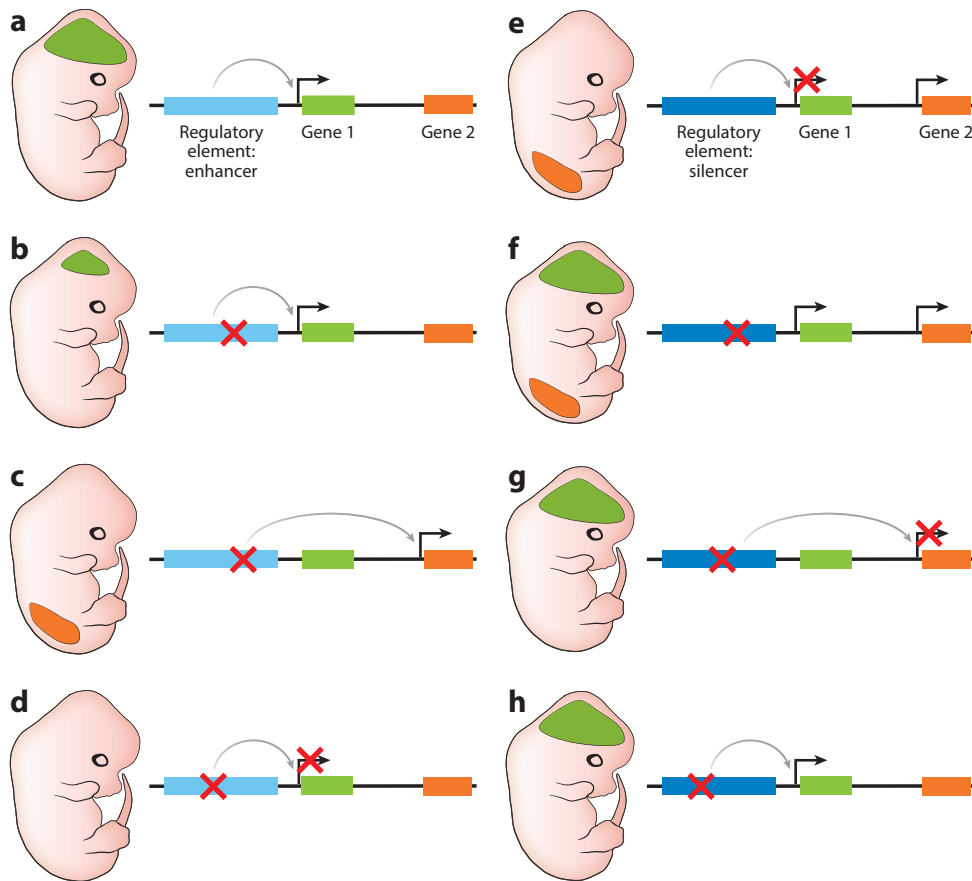 a
Regulatory
element:
enhancer
Gene 1
Gene 2
e
Regulatory
element:
silencer
Gene 1
Gene 2
b
f
c
g
d
h